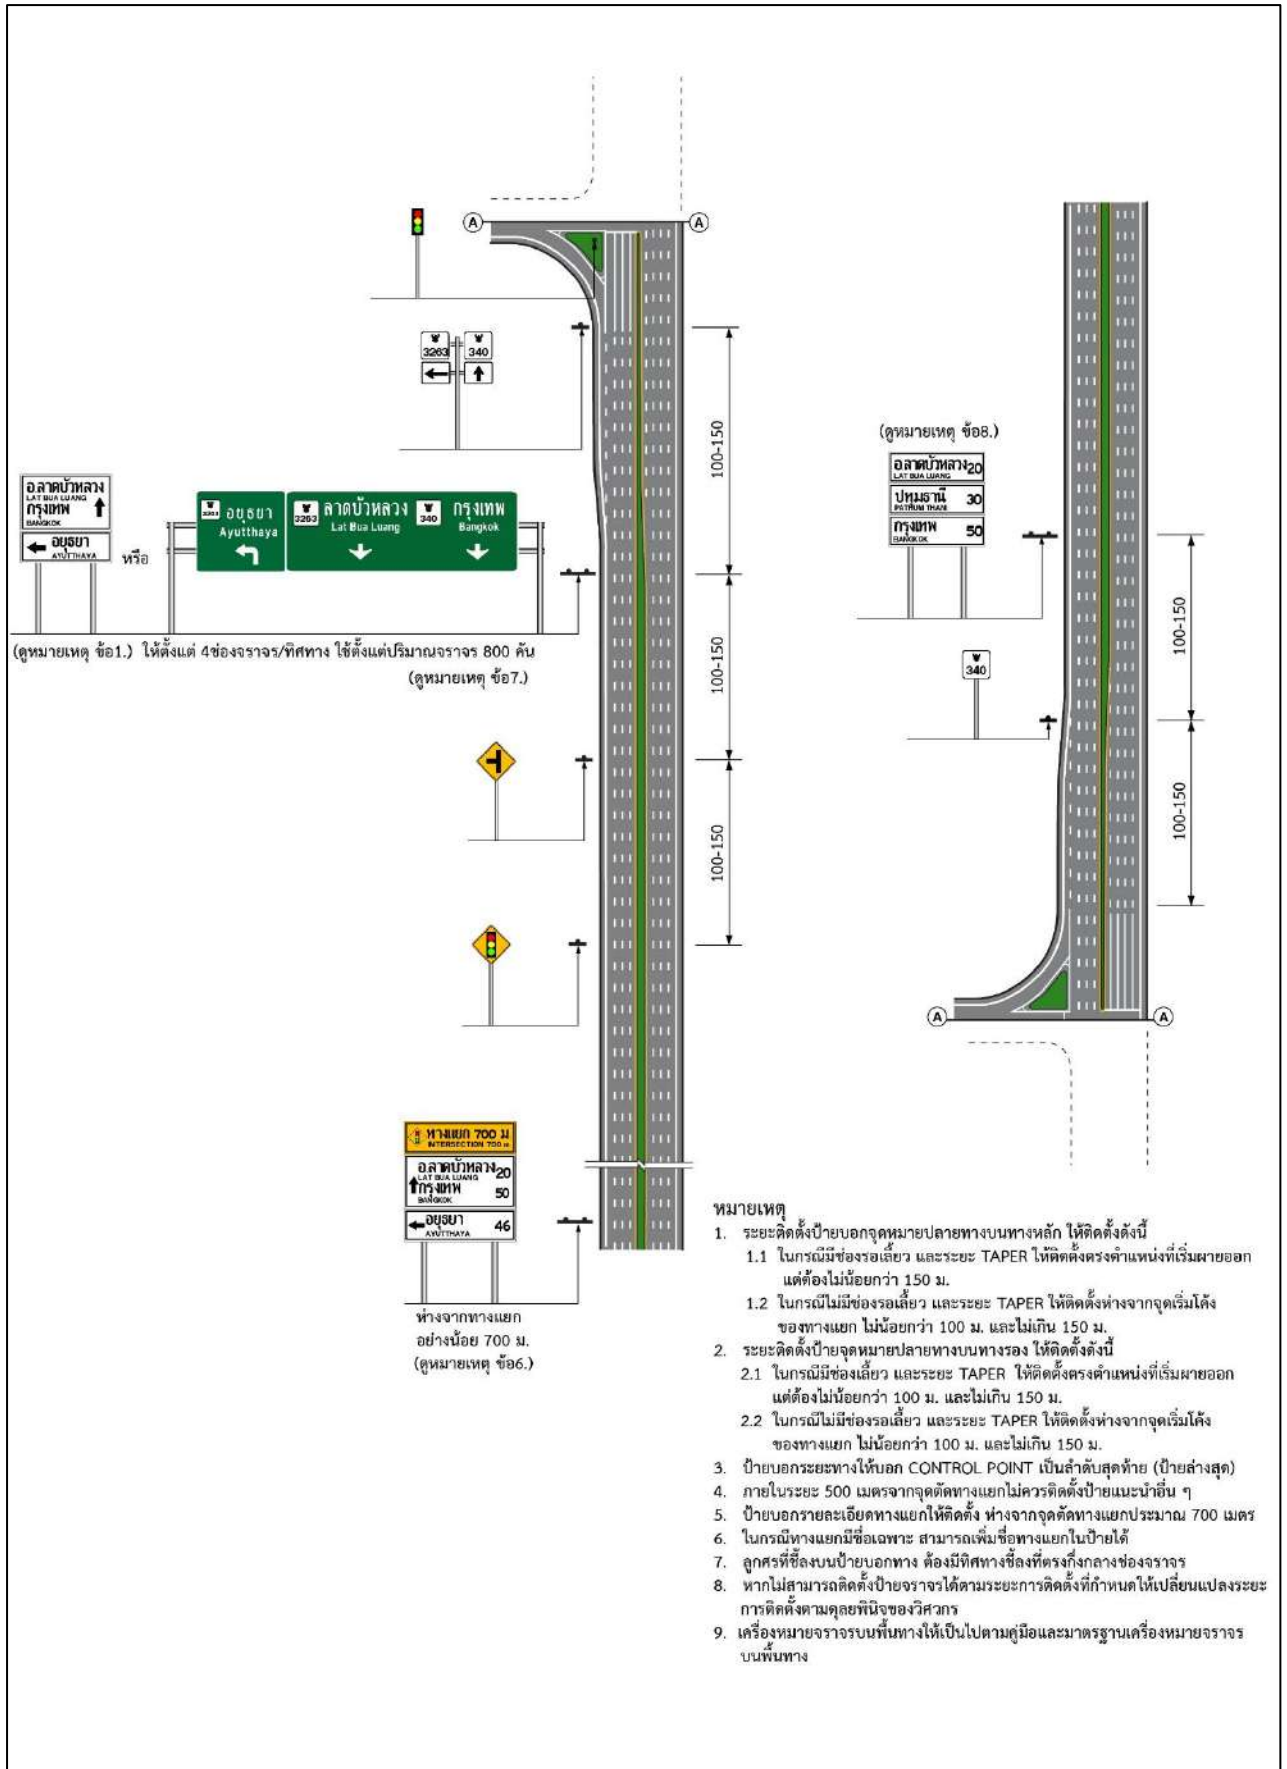 A
A
3263
340
100-150
อ.ลาดบัวหลวง
LAT BUA LUANG
กรุงเทพ
BANGKOK
อยุธยา
AYUTTHAYA
หรือ
3263
อยุธยา
Ayutthaya
3263
ลาดบัวหลวง
Lat Bua Luang
340
กรุงเทพ
Bangkok
(ดูหมายเหตุ ข้อ1.) ให้ตั้งแต่ 4ช่องจราจร/ทิศทาง ใช้ตั้งแต่ปริมาณจราจร 800 คัน
(ดูหมายเหตุ ข้อ7.)
100-150
100-150
ทางแยก 700 ม
INTERSECTION 700 m
อ.ลาดบัวหลวง 20
LAT BUA LUANG
กรุงเทพ 50
BANGKOK
อยุธยา 46
AYUTTHAYA
ห่างจากทางแยก
อย่างน้อย 700 ม.
(ดูหมายเหตุ ข้อ6.)
(ดูหมายเหตุ ข้อ8.)
อ.ลาดบัวหลวง 20
LAT BUA LUANG
ปทุมธานี 30
PATHUM THANI
กรุงเทพ 50
BANGKOK
100-150
340
100-150
A
A
หมายเหตุ
1. ระยะติดตั้งป้ายบอกจุดหมายปลายทางบนทางหลัก ให้ติดตั้งดังนี้
1.1 ในกรณีมีช่องรอเลี้ยว และระยะ TAPER ให้ติดตั้งตรงตำแหน่งที่เริ่มผายออก
แต่ต้องไม่น้อยกว่า 150 ม.
1.2 ในกรณีไม่มีช่องรอเลี้ยว และระยะ TAPER ให้ติดตั้งห่างจากจุดเริ่มโค้ง
ของทางแยก ไม่น้อยกว่า 100 ม. และไม่เกิน 150 ม.
2. ระยะติดตั้งป้ายจุดหมายปลายทางบนทางรอง ให้ติดตั้งดังนี้
2.1 ในกรณีมีช่องเลี้ยว และระยะ TAPER ให้ติดตั้งตรงตำแหน่งที่เริ่มผายออก
แต่ต้องไม่น้อยกว่า 100 ม. และไม่เกิน 150 ม.
2.2 ในกรณีไม่มีช่องรอเลี้ยว และระยะ TAPER ให้ติดตั้งห่างจากจุดเริ่มโค้ง
ของทางแยก ไม่น้อยกว่า 100 ม. และไม่เกิน 150 ม.
3. ป้ายบอกระยะทางให้บอก CONTROL POINT เป็นลำดับสุดท้าย (ป้ายล่างสุด)
4. ภายในระยะ 500 เมตรจากจุดตัดทางแยกไม่ควรติดตั้งป้ายแนะนำอื่น ๆ
5. ป้ายบอกรายละเอียดทางแยกให้ติดตั้ง ห่างจากจุดตัดทางแยกประมาณ 700 เมตร
6. ในกรณีทางแยกมีชื่อเฉพาะ สามารถเพิ่มชื่อทางแยกในป้ายได้
7. ลูกศรที่ชี้ลงบนป้ายบอกทาง ต้องมีทิศทางชี้ลงที่ตรงกึ่งกลางช่องจราจร
8. หากไม่สามารถติดตั้งป้ายจราจรได้ตามระยะการติดตั้งที่กำหนดให้เปลี่ยนแปลงระยะ
การติดตั้งตามดุลยพินิจของวิศวกร
9. เครื่องหมายจราจรบนพื้นทางให้เป็นไปตามคู่มือและมาตรฐานเครื่องหมายจราจร
บนพื้นทาง